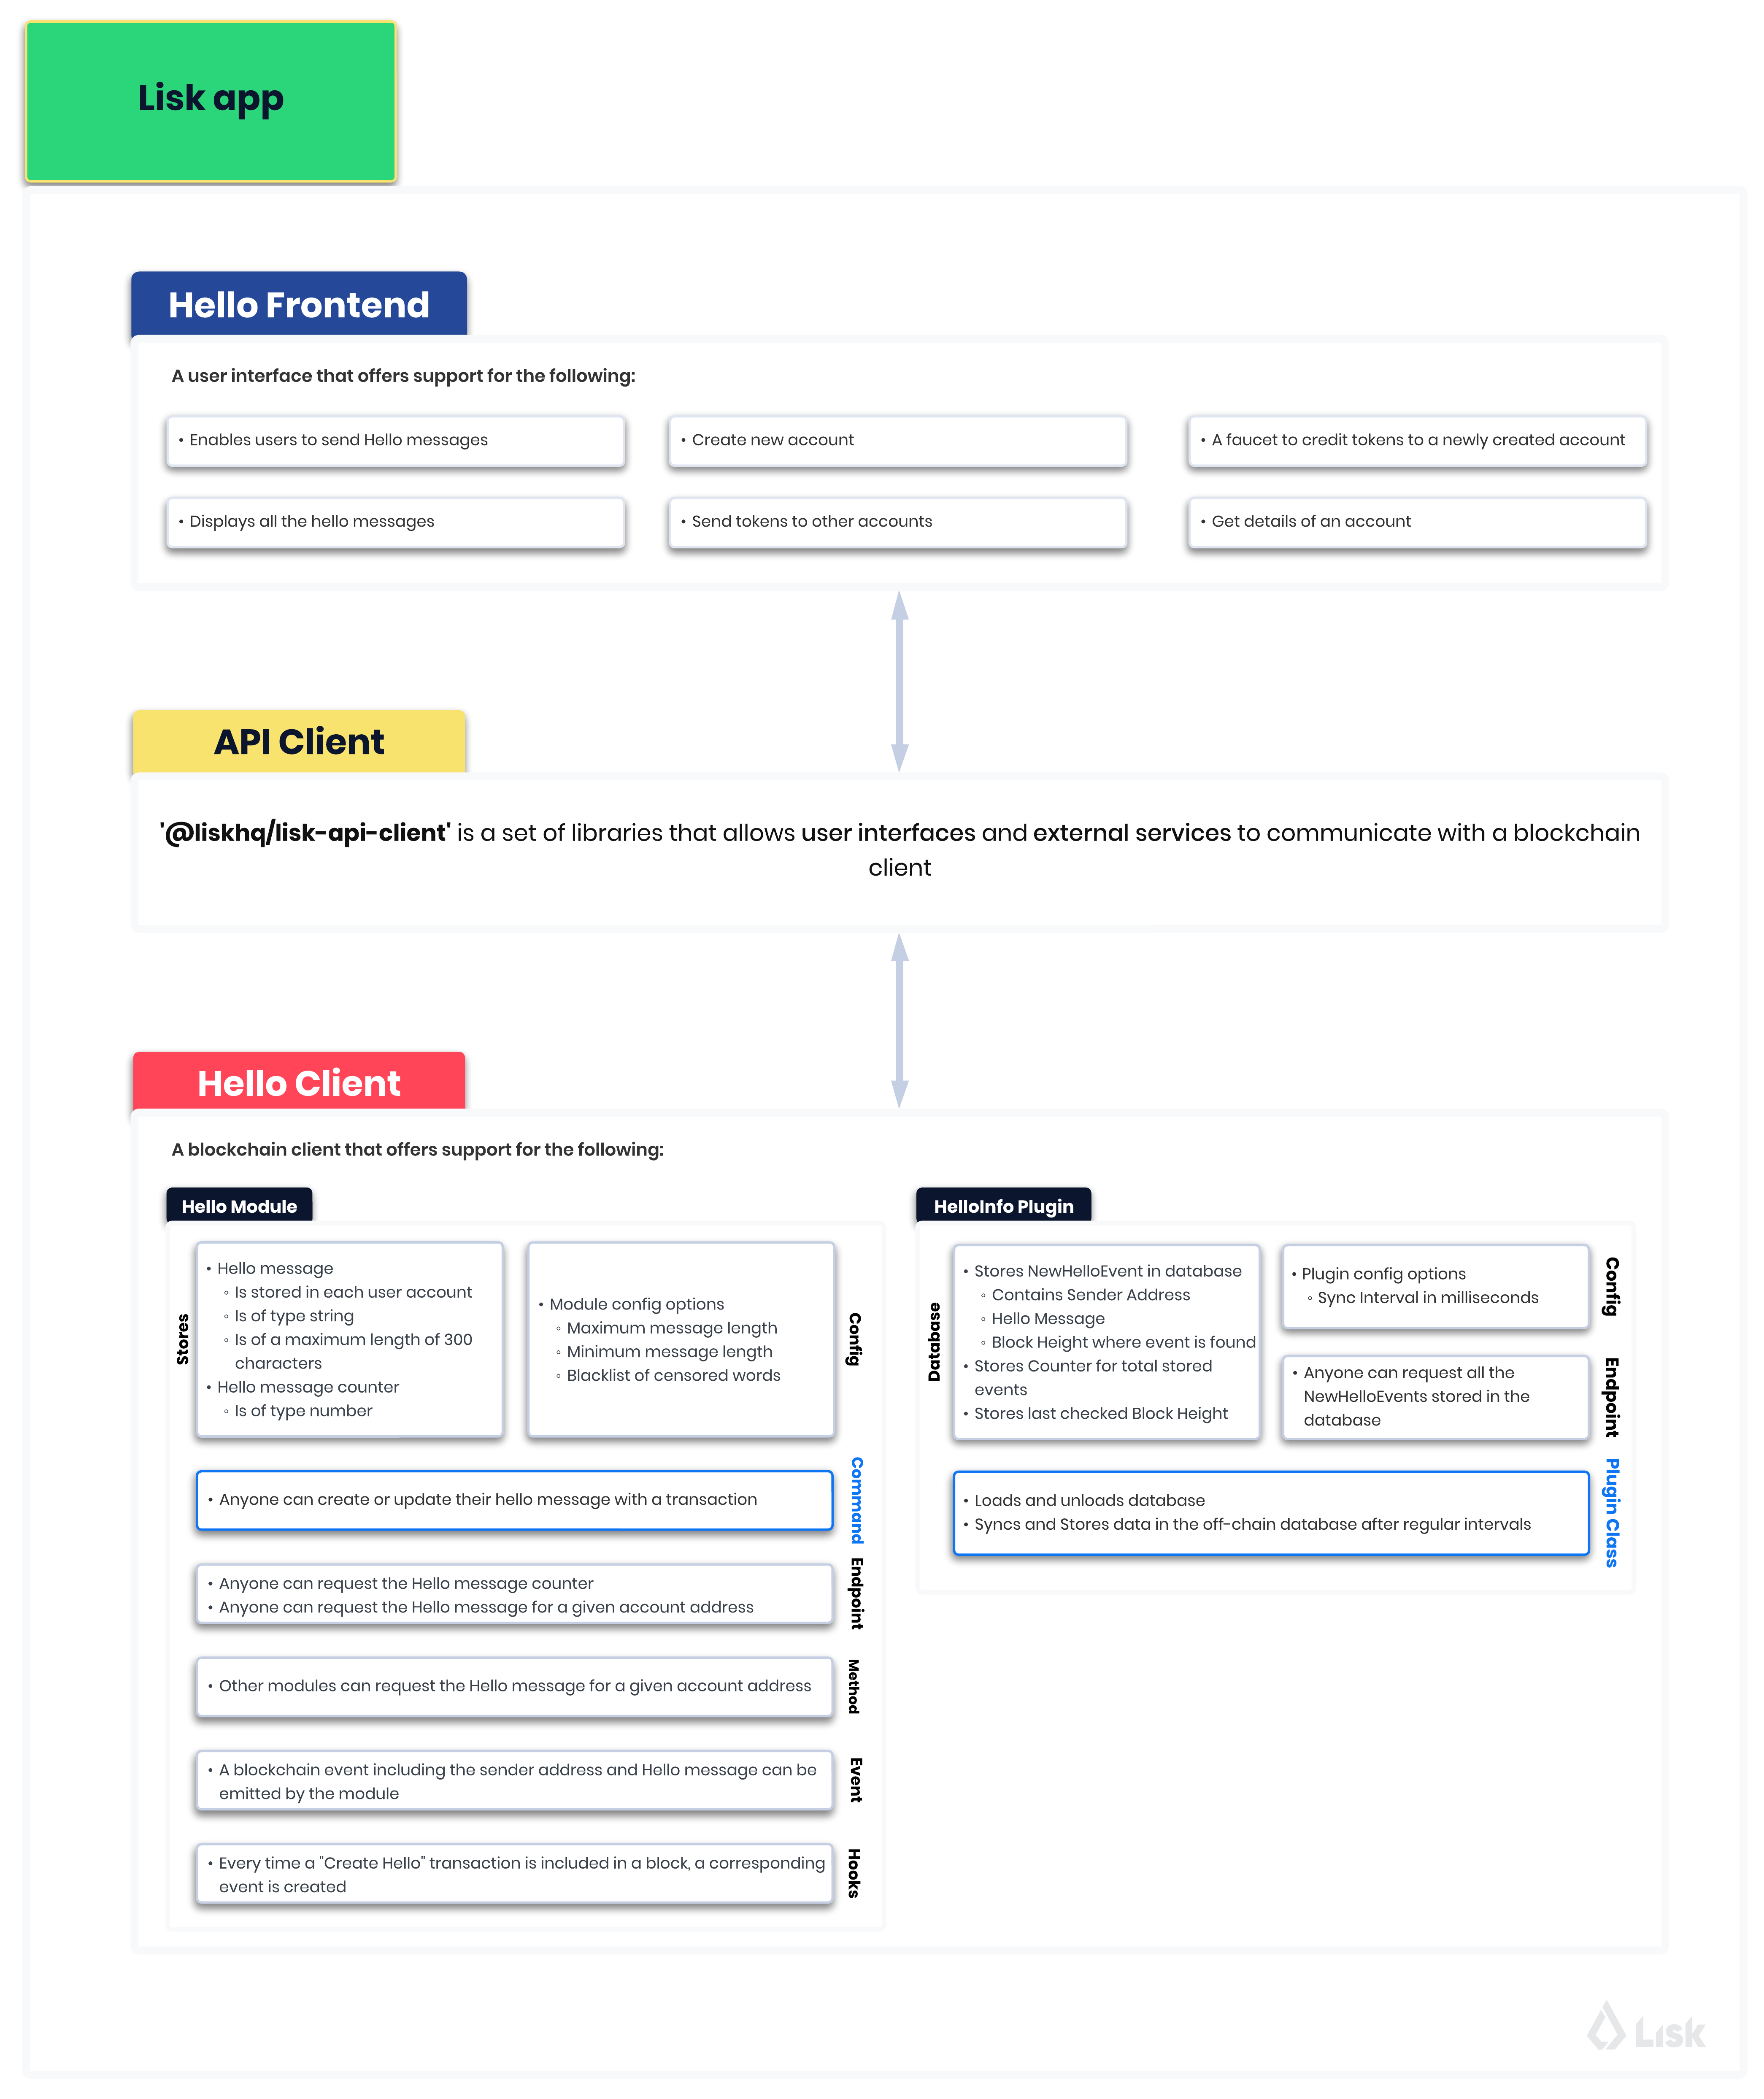 Lisk app
Hello Frontend
A user interface that offers support for the following:
• Enables users to send Hello messages
• Create new account
• A faucet to credit tokens to a newly created account
• Displays all the hello messages
• Send tokens to other accounts
• Get details of an account
API Client
'@liskhq/lisk-api-client' is a set of libraries that allows user interfaces and external services to communicate with a blockchain
client
Hello Client
A blockchain client that offers support for the following:
Hello Module
Stores
• Hello message
◦ Is stored in each user account
◦ Is of type string
◦ Is of a maximum length of 300
characters
• Hello message counter
◦ Is of type number
• Module config options
◦ Maximum message length
◦ Minimum message length
◦ Blacklist of censored words
Config
• Anyone can create or update their hello message with a transaction
Command
• Anyone can request the Hello message counter
• Anyone can request the Hello message for a given account address
Endpoint
• Other modules can request the Hello message for a given account address
Method
• A blockchain event including the sender address and Hello message can be
emitted by the module
Event
• Every time a "Create Hello" transaction is included in a block, a corresponding
event is created
Hooks
HelloInfo Plugin
Database
• Stores NewHelloEvent in database
◦ Contains Sender Address
◦ Hello Message
◦ Block Height where event is found
• Stores Counter for total stored
events
• Stores last checked Block Height
• Plugin config options
◦ Sync Interval in milliseconds
Config
• Anyone can request all the
NewHelloEvents stored in the
database
Endpoint
• Loads and unloads database
• Syncs and Stores data in the off-chain database after regular intervals
Plugin Class
Lisk